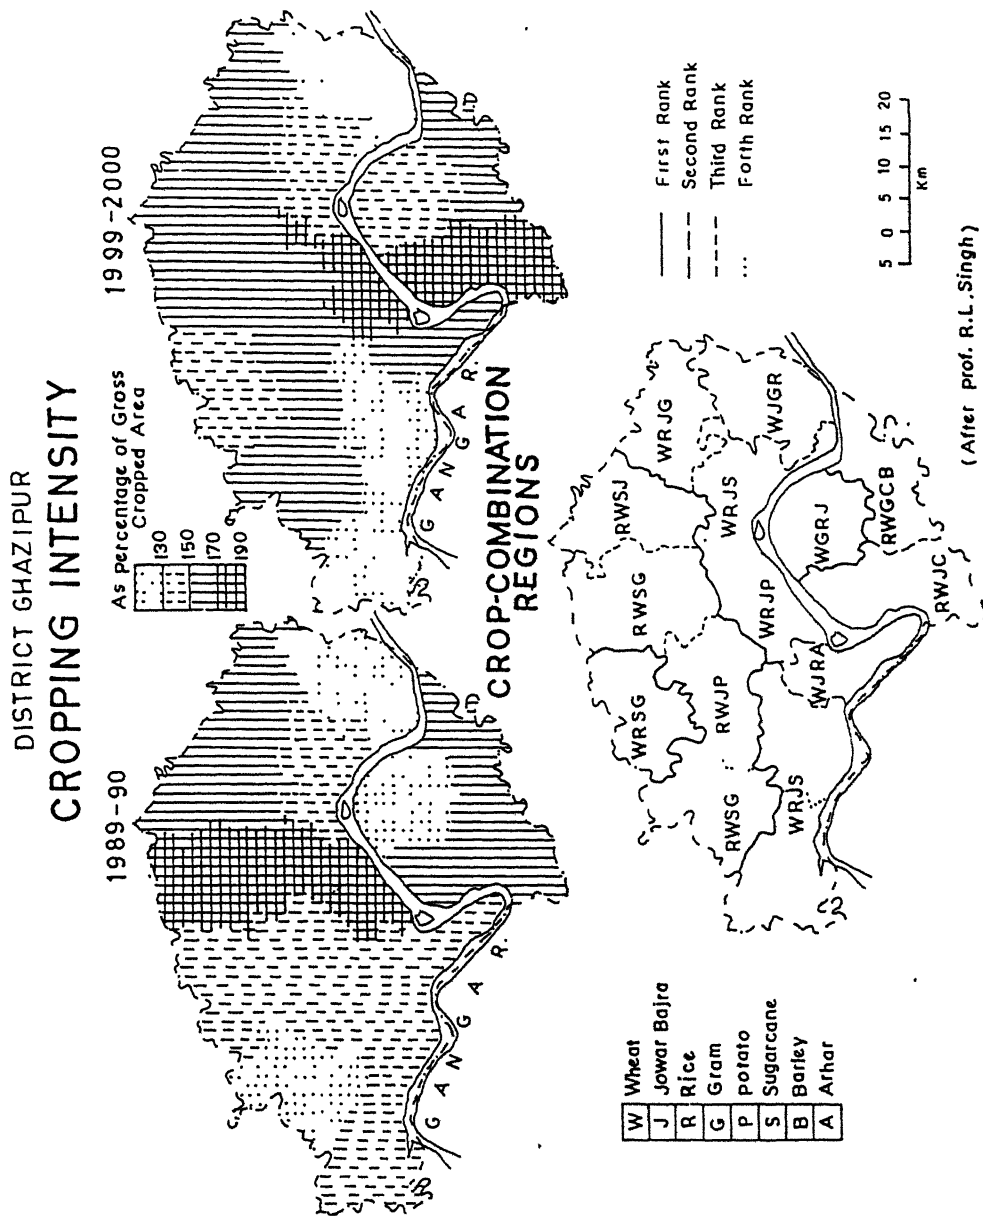 DISTRICT GHAZIPUR
CROPPING INTENSITY
1989-90
As percentage of Gross
Cropped Area
130
150
170
190
1999-2000
GANGA R.
GANGA R
I.D
I.D
CROP-COMBINATION
REGIONS
WRSG
RWSG
RWSJ
WRJG
RWSG
RWJP
WRJS
WJGR
WRJS
WJRA
WRJP
WGRJ
RWGCB
RWJC
W Wheat
J Jowar Bajra
R Rice
G Gram
P Potato
S Sugarcane
B Barley
A Arhar
First Rank
Second Rank
Third Rank
Forth Rank
5 0 5 10 15 20
Km
(After prof. R.L.Singh)